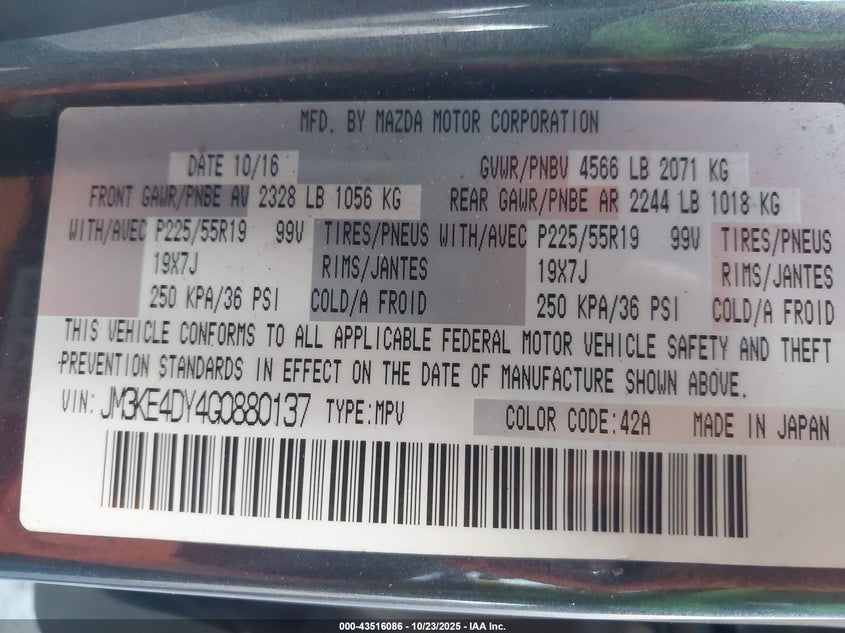 MFD. BY MAZDA MOTOR CORPORATION
DATE 10/16 GVWR/PNBV 4566 LB 2071 KG
FRONT GAWR/PNBE AV 2328 LB 1056 KG REAR GAWR/PNBE AR 2244 LB 1018 KG
WITH/AVEC P225/55R19 99V TIRES/PNEUS WITH/AVEC P225/55R19 99V TIRES/PNEUS
19X7J RIMS/JANTES 19X7J RIMS/JANTES
250 KPA/36 PSI COLD/A FROID 250 KPA/36 PSI COLD/A FROID
THIS VEHICLE CONFORMS TO ALL APPLICABLE FEDERAL MOTOR VEHICLE SAFETY AND THEFT
PREVENTION STANDARDS IN EFFECT ON THE DATE OF MANUFACTURE SHOWN ABOVE.
VIN: JM3KE4DY4G0880137 TYPE:MPV COLOR CODE:42A MADE IN JAPAN
000-43516086 - 10/23/2025 - IAA Inc.